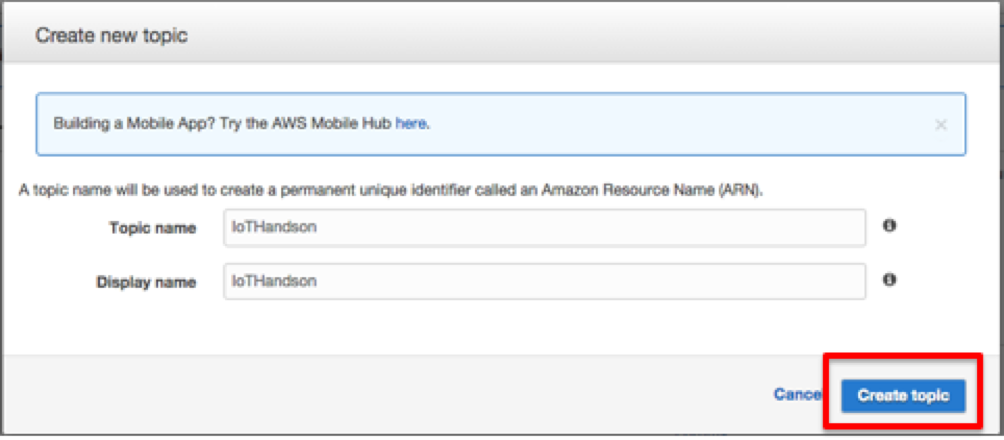 Create new topic
Building a Mobile App? Try the AWS Mobile Hub here.
A topic name will be used to create a permanent unique identifier called an Amazon Resource Name (ARN).
Topic name IoTHandson
Display name IoTHandson
Cancel Create topic